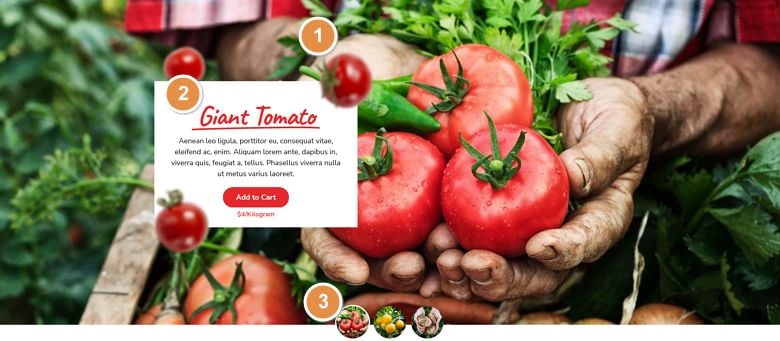 1
2
Giant Tomato
Aenean leo ligula, porttitor eu, consequat vitae,
eleifend ac, enim. Aliquam lorem ante, dapibus in,
viverra quis, feugiat a, tellus. Phasellus viverra nulla
ut metus varius laoreet.
Add to Cart
$4/Kilogram
3